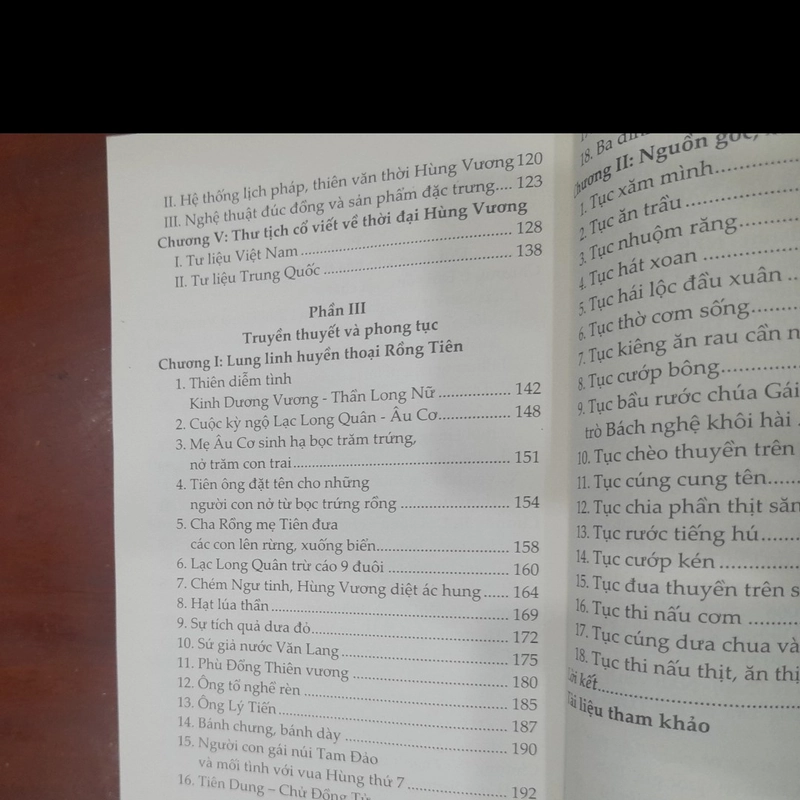 II. Hệ thống lịch pháp, thiên văn thời Hùng Vương 120
III. Nghệ thuật đúc đồng và sản phẩm đặc trưng.... 123
Chương V: Thư tịch cổ viết về thời đại Hùng Vương
I. Tư liệu Việt Nam ........ 128
II. Tư liệu Trung Quốc ........ 138
Phần III
Truyền thuyết và phong tục
Chương I: Lung linh huyền thoại Rồng Tiên
1. Thiên diễm tình
Kinh Dương Vương - Thần Long Nữ ........ 142
2. Cuộc kỳ ngộ Lạc Long Quân - Âu Cơ ........ 148
3. Mẹ Âu Cơ sinh hạ bọc trăm trứng,
nở trăm con trai ........ 151
4. Tiên ông đặt tên cho những
người con nở từ bọc trứng rồng ........ 154
5. Cha Rồng mẹ Tiên đưa
các con lên rừng, xuống biển ........ 158
6. Lạc Long Quân trừ cáo 9 đuôi ........ 160
7. Chém Ngư tinh, Hùng Vương diệt ác hung ...... 164
8. Hạt lúa thần ........ 169
9. Sự tích quả dưa đỏ ........ 172
10. Sứ giả nước Văn Lang ........ 175
11. Phù Đổng Thiên vương ........ 180
12. Ông tổ nghề rèn ........ 185
13. Ông Lý Tiến ........ 187
14. Bánh chưng, bánh dày ........ 190
15. Người con gái núi Tam Đảo
và mối tình với vua Hùng thứ 7 ........ 192
16. Tiên Dung – Chử Đồng Tử
18. Ba
Chương II: Nguồn gốc,
1. Tục xăm mình ........
2. Tục ăn trầu ........
3. Tục nhuộm răng ........
4. Tục hát xoan ........
5. Tục hái lộc đầu xuân ..
6. Tục thờ cơm sống ........
7. Tục kiêng ăn rau cần n
8. Tục cướp bông ........
9. Tục bầu rước chúa Gái
trò Bách nghệ khôi hài .
10. Tục chèo thuyền trên
11. Tục cúng cung tên ......
12. Tục chia phần thịt săn
13. Tục rước tiếng hú ......
14. Tục cướp kén ........
15. Tục đua thuyền trên s
16. Tục thi nấu cơm ........
17. Tục cúng dưa chua và
18. Tục thi nấu thịt, ăn thị
Lời kết ........
Tài liệu tham khảo